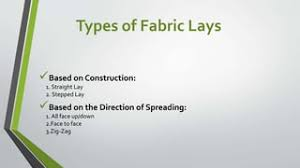 Types of Fabric Lays
✓Based on Construction:
1. Straight Lay
2. Stepped Lay
✓Based on the Direction of Spreading:
1. All face up/down
2.Face to face
3.Zig-Zag